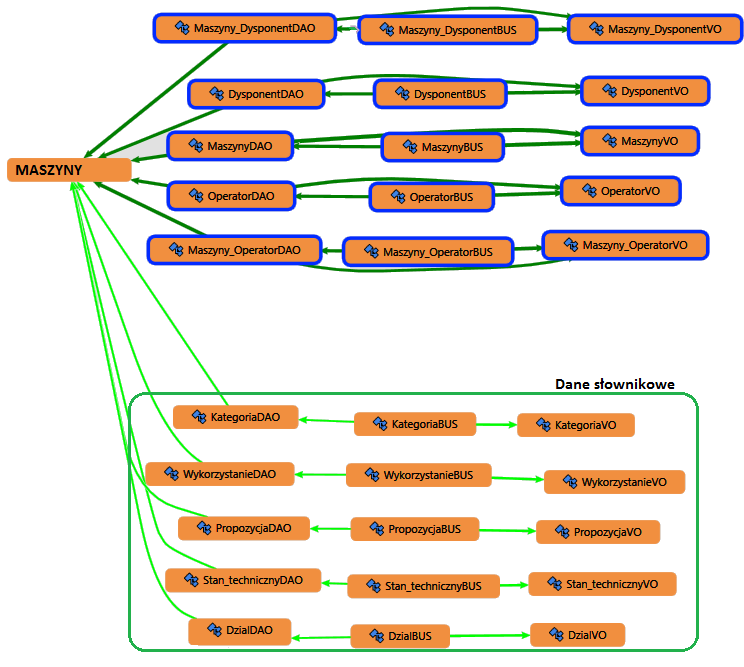 Maszyny_DysponentDAO Maszyny_DysponentBUS Maszyny_DysponentVO
DysponentDAO DysponentBUS DysponentVO
MaszynyDAO MaszynyBUS MaszynyVO
MASZYNY
OperatorDAO OperatorBUS OperatorVO
Maszyny_OperatorDAO Maszyny_OperatorBUS Maszyny_OperatorVO
Dane słownikowe
KategoriaDAO KategoriaBUS KategoriaVO
WykorzystanieDAO WykorzystanieBUS WykorzystanieVO
PropozycjaDAO PropozycjaBUS PropozycjaVO
Stan_technicznyDAO Stan_technicznyBUS Stan_technicznyVO
DzialDAO DzialBUS DzialVO